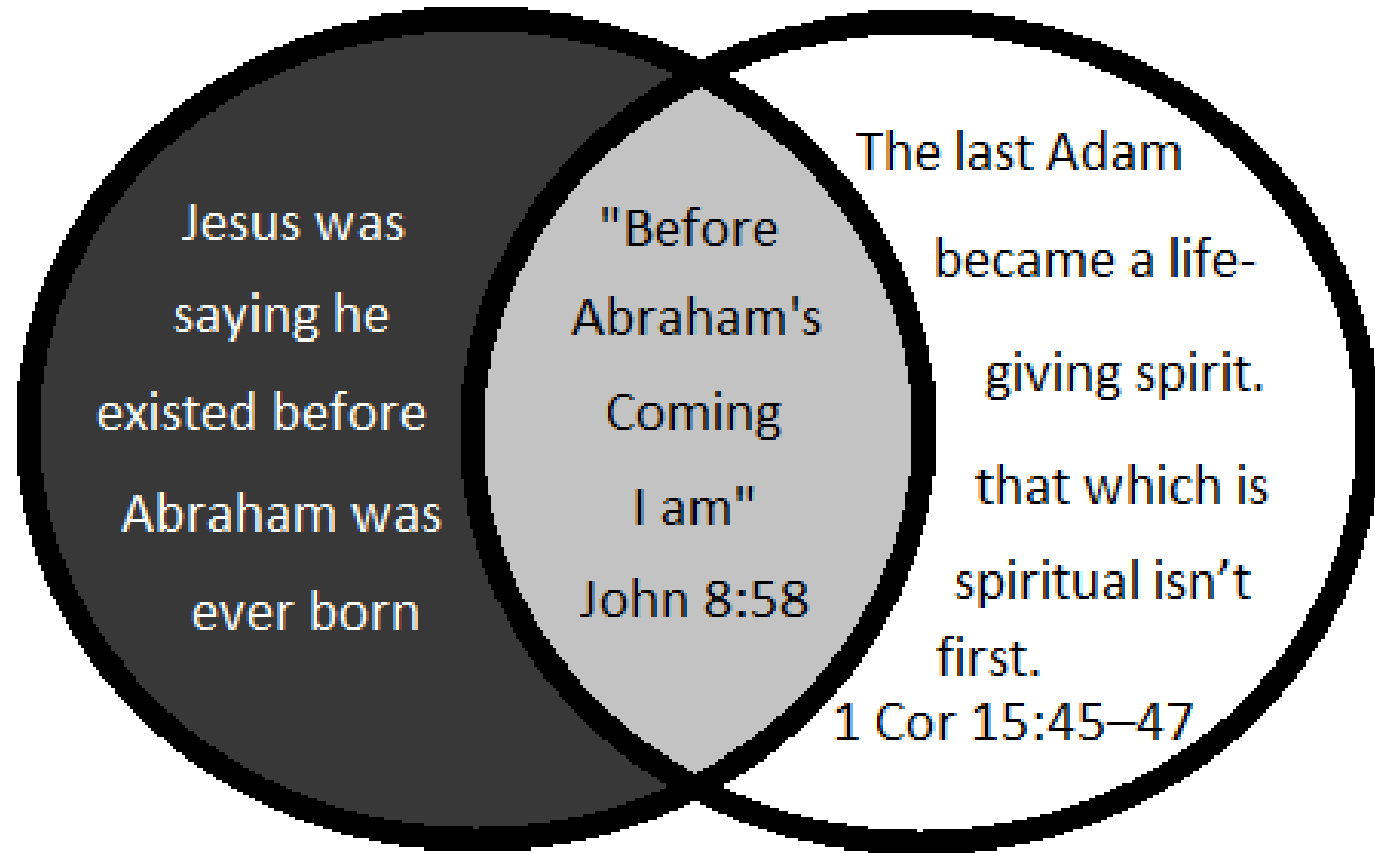 Jesus was
saying he
existed before
Abraham was
ever born
"Before
Abraham's
Coming
I am"
John 8:58
The last Adam
became a life-
giving spirit.
that which is
spiritual isn’t
first.
1 Cor 15:45–47